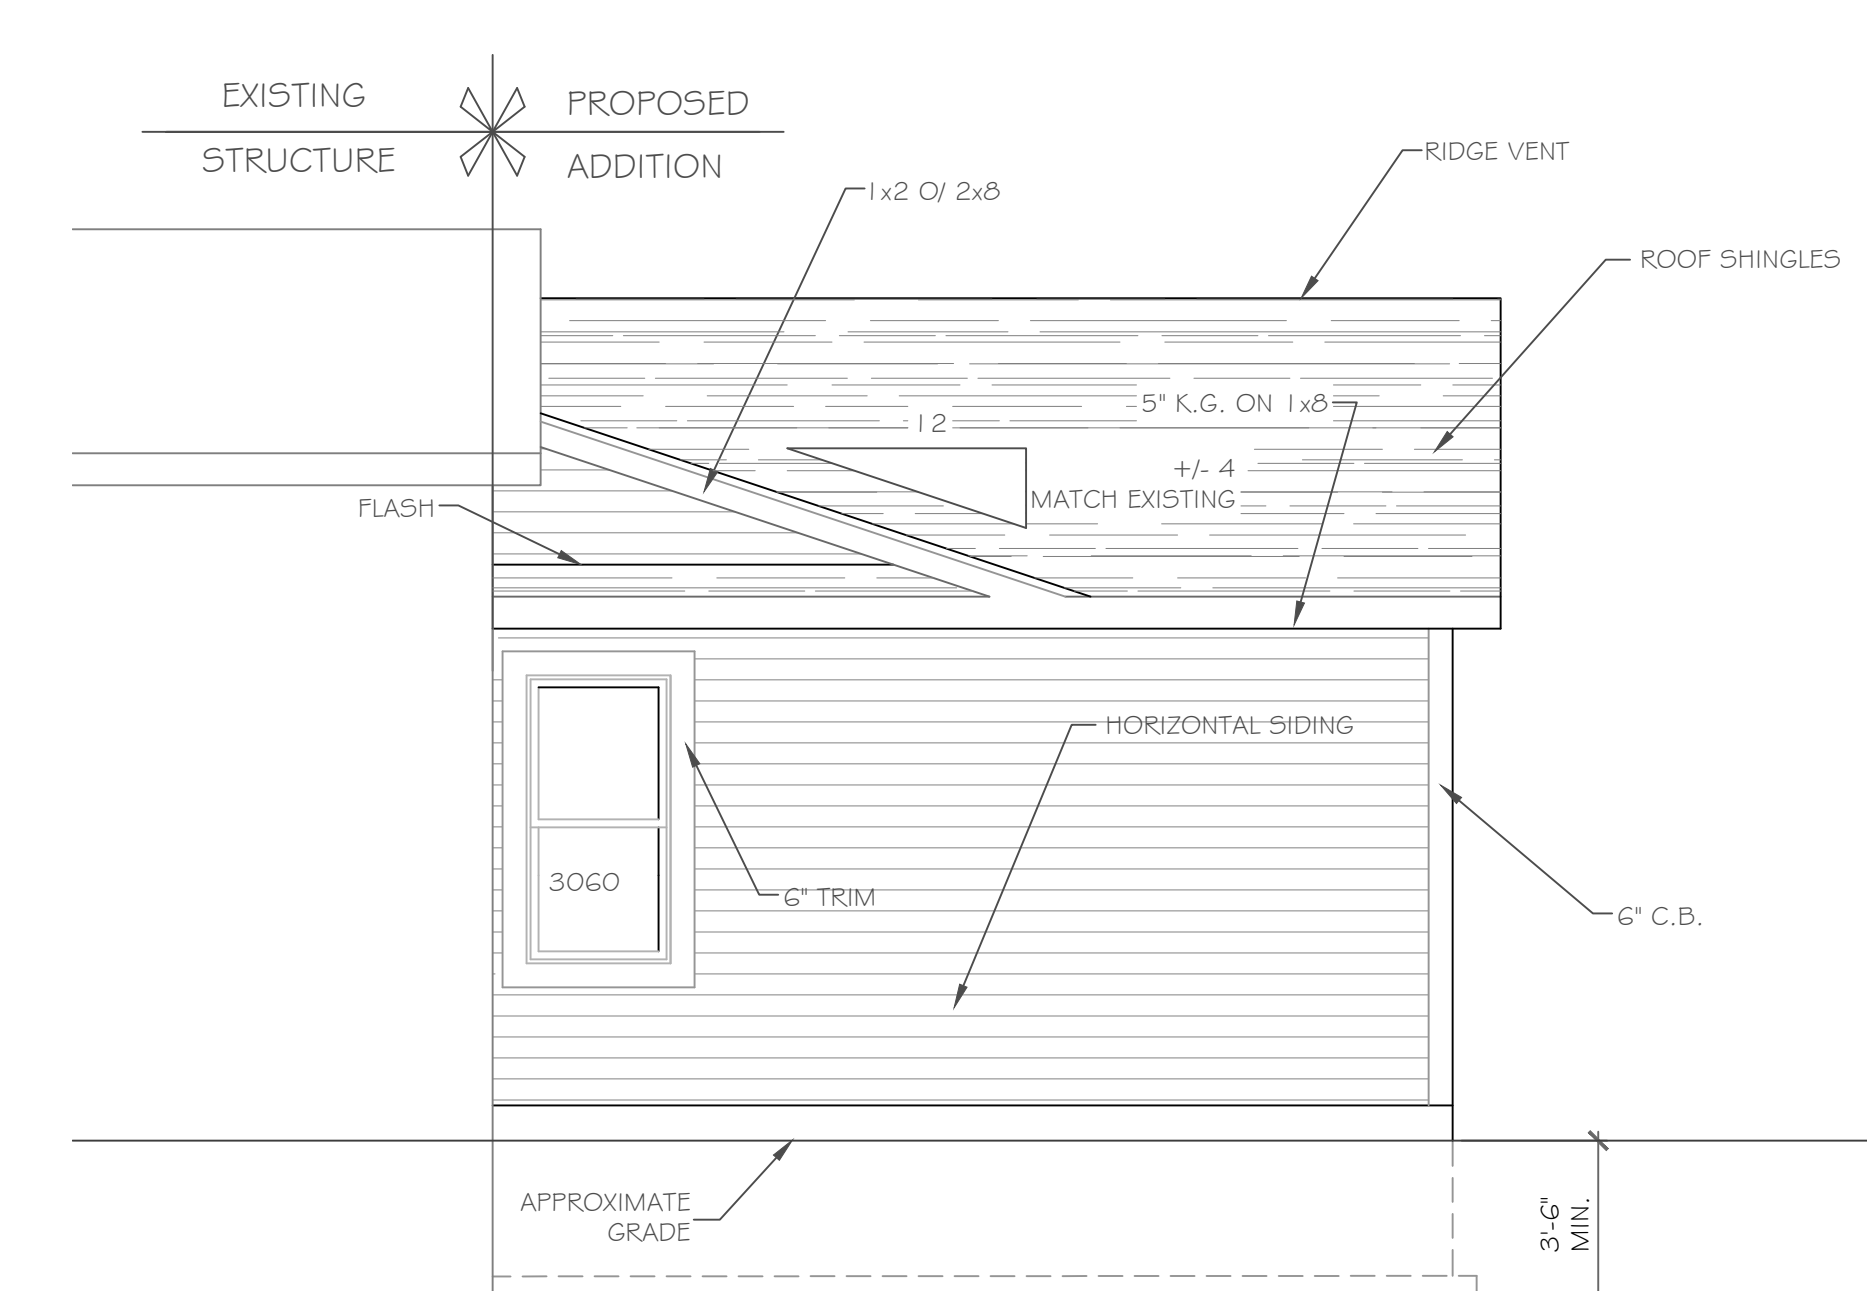 EXISTING
STRUCTURE
PROPOSED
ADDITION
1x2 O/ 2x8
RIDGE VENT
ROOF SHINGLES
5" K.G. ON 1x8
12
+/- 4
MATCH EXISTING
FLASH
HORIZONTAL SIDING
3060
6" TRIM
6" C.B.
APPROXIMATE
GRADE
3'-6"
MIN.